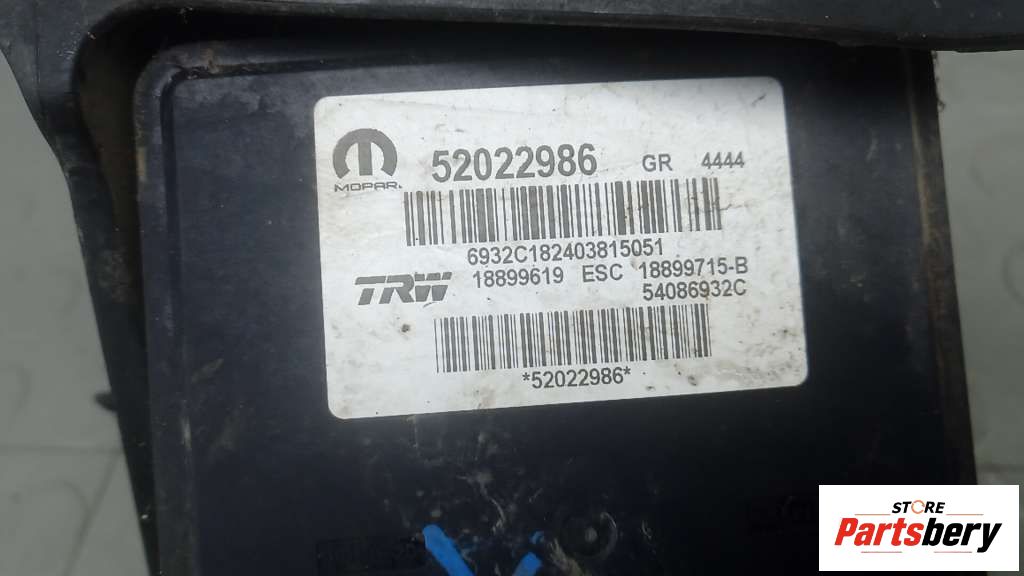 52022986 GR 4444
MOPAR.
6932C182403815051
TRW 18899619 ESC 18899715-B
54086932C
*52022986*
STORE
Partsbery